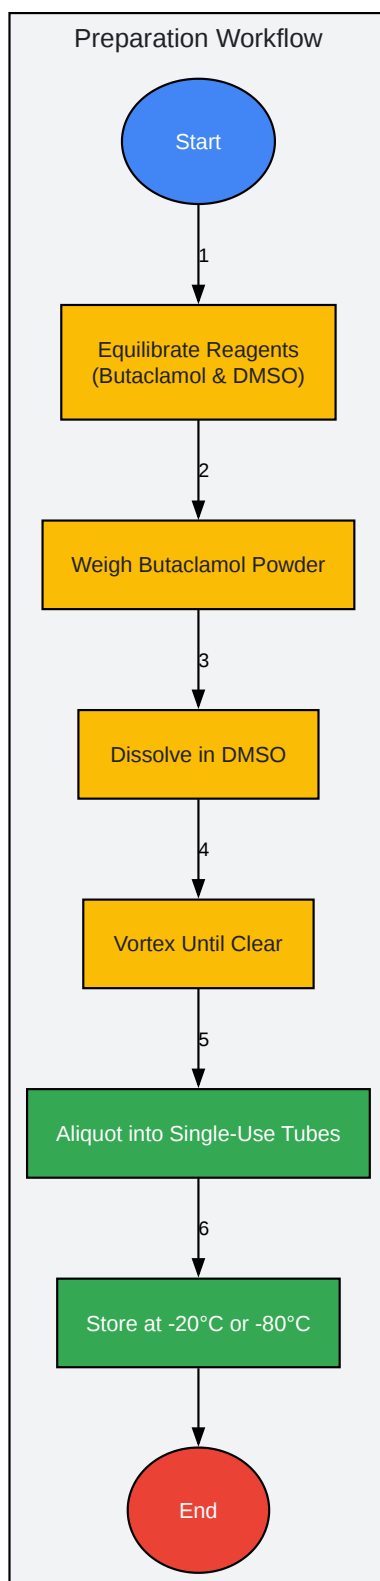 Preparation Workflow
Start
1
Equilibrate Reagents
(Butaclamol & DMSO)
2
Weigh Butaclamol Powder
3
Dissolve in DMSO
4
Vortex Until Clear
5
Aliquot into Single-Use Tubes
6
Store at -20°C or -80°C
End